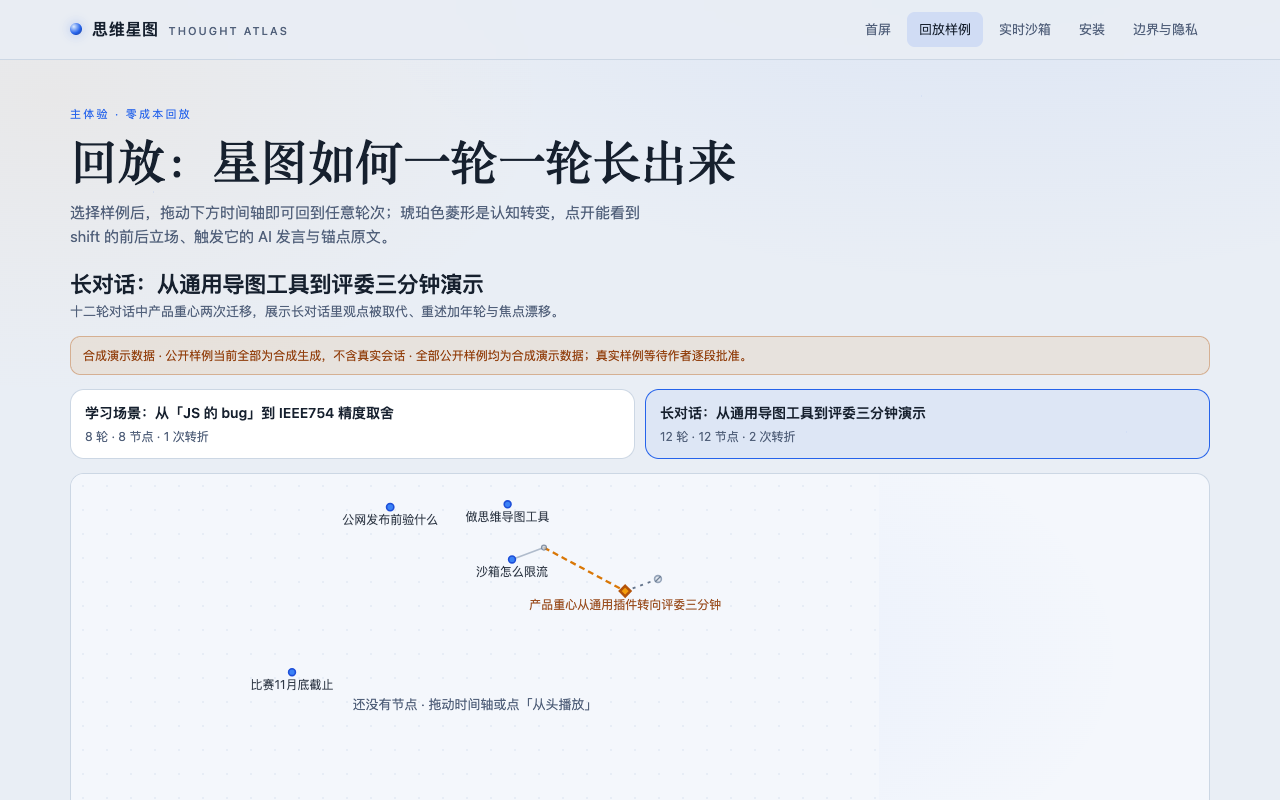 思维星图 THOUGHT ATLAS
首屏
回放样例
实时沙箱
安装
边界与隐私
主体验 · 零成本回放
回放：星图如何一轮一轮长出来
选择样例后，拖动下方时间轴即可回到任意轮次；琥珀色菱形是认知转变，点开能看到
shift 的前后立场、触发它的 AI 发言与锚点原文。
长对话：从通用导图工具到评委三分钟演示
十二轮对话中产品重心两次迁移，展示长对话里观点被取代、重述加年轮与焦点漂移。
合成演示数据 · 公开样例当前全部为合成生成，不含真实会话 · 全部公开样例均为合成演示数据；真实样例等待作者逐段批准。
学习场景：从「JS 的 bug」到 IEEE754 精度取舍
8 轮 · 8 节点 · 1 次转折
长对话：从通用导图工具到评委三分钟演示
12 轮 · 12 节点 · 2 次转折
公网发布前验什么
做思维导图工具
沙箱怎么限流
产品重心从通用插件转向评委三分钟
比赛11月底截止
还没有节点 · 拖动时间轴或点「从头播放」